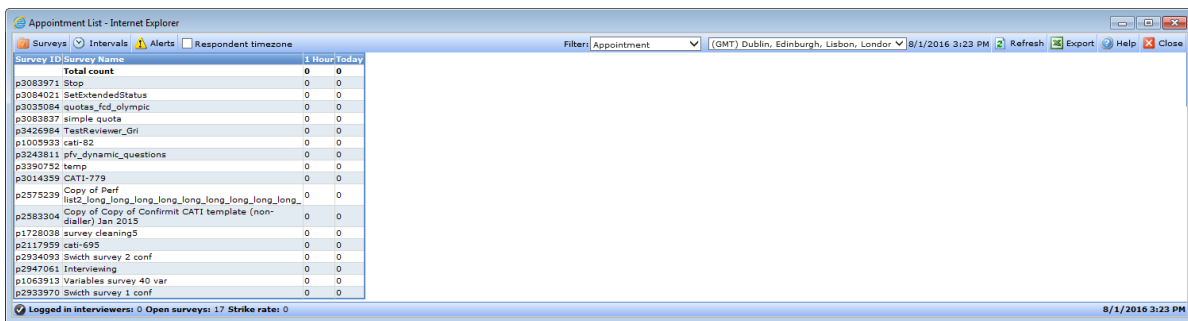 Appointment List - Internet Explorer
Surveys Intervals Alerts Respondent timezone Filter: Appointment (GMT) Dublin, Edinburgh, Lisbon, Londor 8/1/2016 3:23 PM Refresh Export Help Close
Survey ID Survey Name 1 Hour Today
Total count 0 0
p3083971 Stop 0 0
p3084021 SetExtendedStatus 0 0
p3035084 quotas_fcd_olympic 0 0
p3083837 simple quota 0 0
p3426984 TestReviewer_Gri 0 0
p1005933 cati-82 0 0
p3243811 pfv_dynamic_questions 0 0
p3390752 temp 0 0
p3014359 CATI-779 0 0
p2575239 Copy of Perf
list2_long_long_long_long_long_long_long_long_long_ 0 0
p2583304 Copy of Copy of Confirmit CATI template (non-
dialler) Jan 2015 0 0
p1728038 survey cleaning5 0 0
p2117959 cati-695 0 0
p2934093 Swicth survey 2 conf 0 0
p2947061 Interviewing 0 0
p1063913 Variables survey 40 var 0 0
p2933970 Swicth survey 1 conf 0 0
Logged in interviewers: 0 Open surveys: 17 Strike rate: 0 8/1/2016 3:23 PM